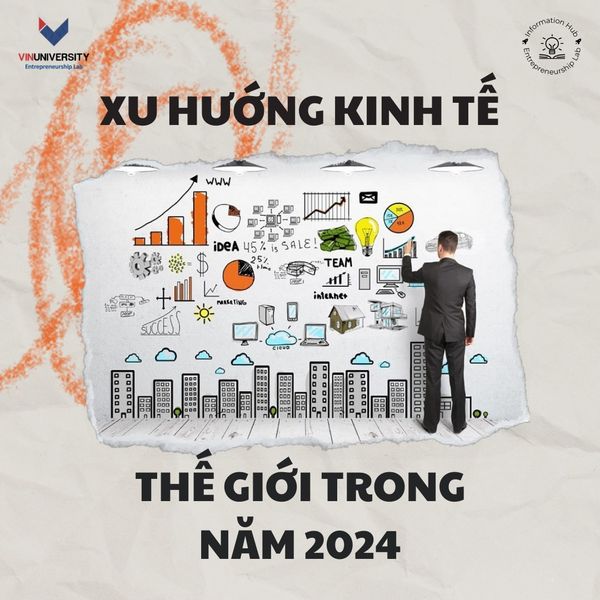 VINUNIVERSITY
Entrepreneurship Lab
Information Hub
Entrepreneurship Lab
XU HƯỚNG KINH TẾ
WWW
iDEA
45% is SALE!
25%
TEAM
MARKETING
internet
SUCCESS
CLOUD
THẾ GIỚI TRONG
NĂM 2024